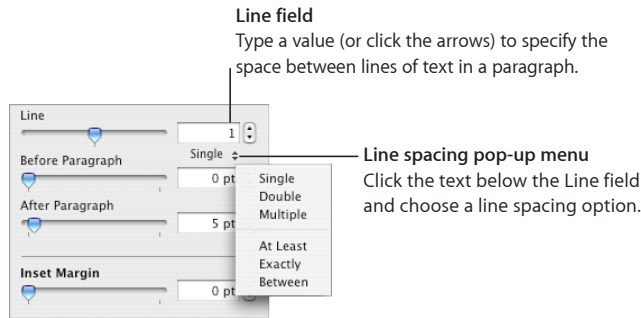 Line field
Type a value (or click the arrows) to specify the
space between lines of text in a paragraph.
Line
1
Single
Before Paragraph
0 pt
After Paragraph
5 pt
Inset Margin
0 pt
Single
Double
Multiple
At Least
Exactly
Between
Line spacing pop-up menu
Click the text below the Line field
and choose a line spacing option.